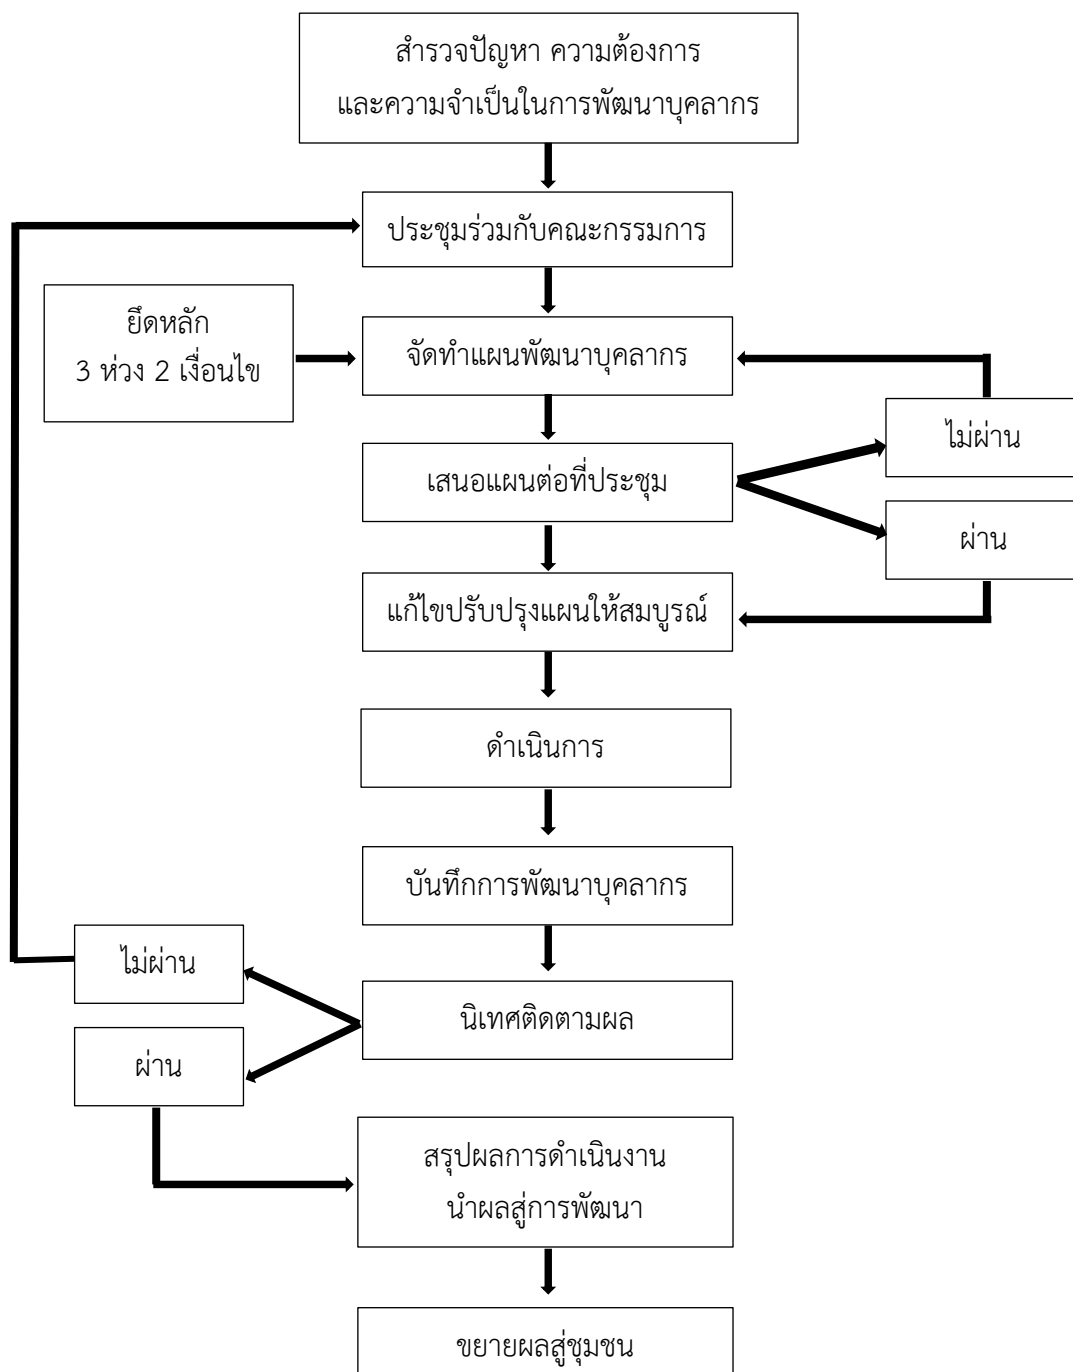 สำรวจปัญหา ความต้องการ
และความจำเป็นในการพัฒนาบุคลากร
ประชุมร่วมกับคณะกรรมการ
ยึดหลัก
3 ห่วง 2 เงื่อนไข
จัดทำแผนพัฒนาบุคลากร
ไม่ผ่าน
เสนอแผนต่อที่ประชุม
ผ่าน
แก้ไขปรับปรุงแผนให้สมบูรณ์
ดำเนินการ
บันทึกการพัฒนาบุคลากร
ไม่ผ่าน
นิเทศติดตามผล
ผ่าน
สรุปผลการดำเนินงาน
นำผลสู่การพัฒนา
ขยายผลสู่ชุมชน